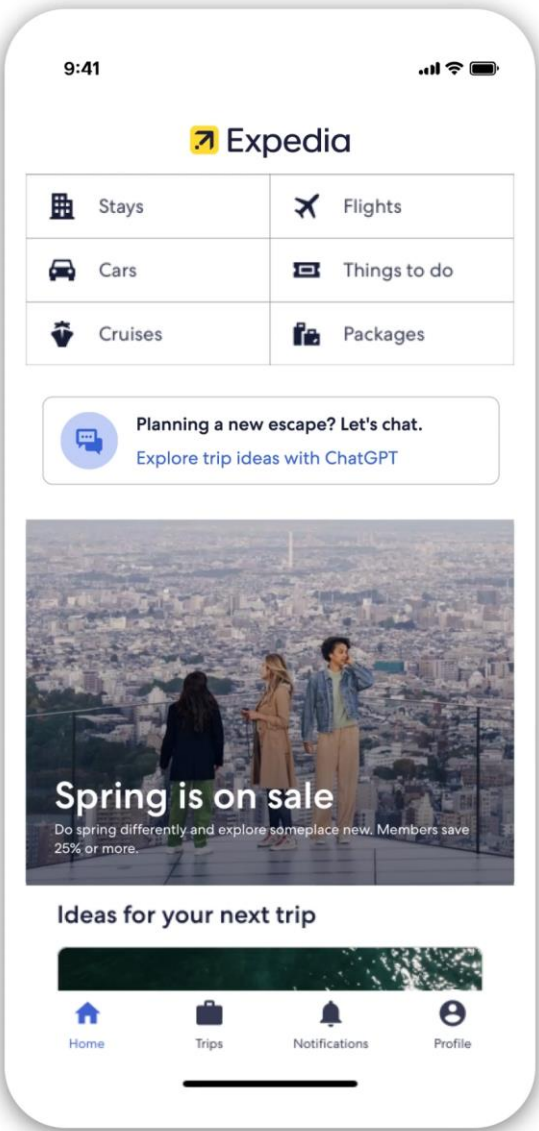 9:41
Expedia
Stays
Flights
Cars
Things to do
Cruises
Packages
Planning a new escape? Let's chat.
Explore trip ideas with ChatGPT
Spring is on sale
Do spring differently and explore someplace new. Members save
25% or more.
Ideas for your next trip
Home
Trips
Notifications
Profile